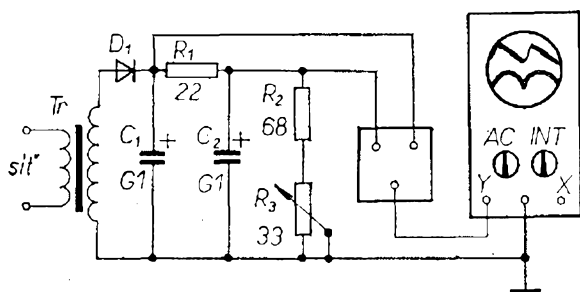 D₁
R₁
22
Tr
síť
C₁ +
G1
C₂ +
G1
R₂
68
R₃
33
AC INT
Y
X